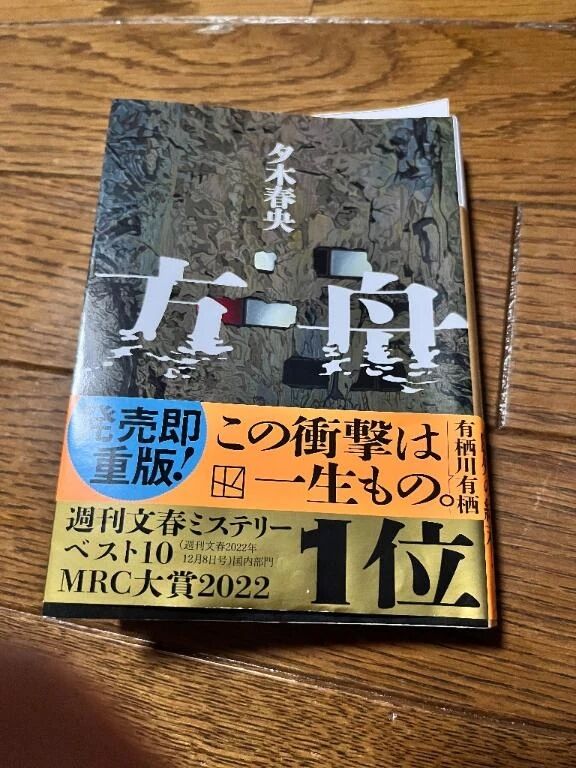 夕木春央
方舟
発売即
重版!
この衝撃は
一生もの。
有栖川有栖
週刊文春ミステリー
ベスト10
(週刊文春2022年
12月8日号)国内部門
MRC大賞2022
1位